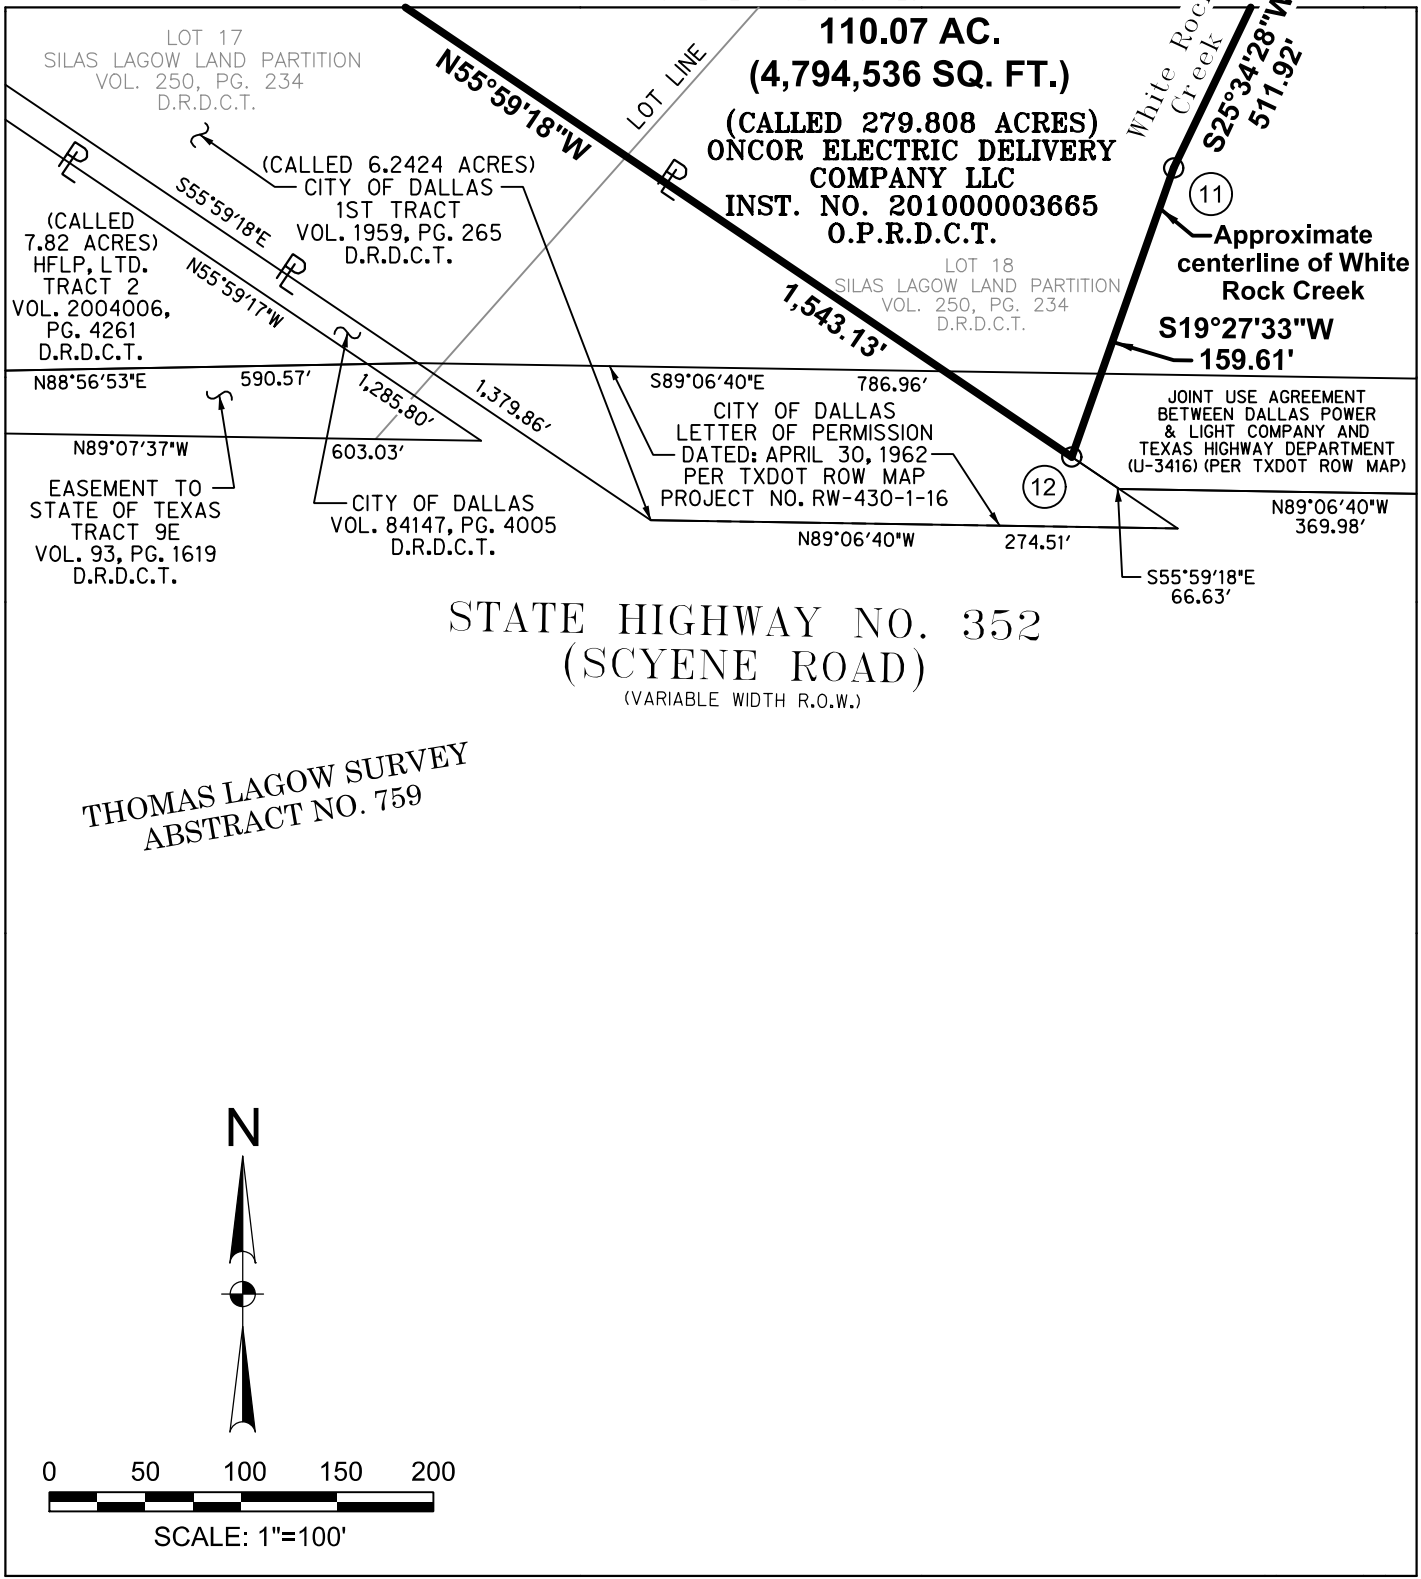 LOT 17
SILAS LAGOW LAND PARTITION
VOL. 250, PG. 234
D.R.D.C.T.
N55°59'18"W
LOT LINE
110.07 AC.
(4,794,536 SQ. FT.)
(CALLED 279.808 ACRES)
ONCOR ELECTRIC DELIVERY
COMPANY LLC
INST. NO. 201000003665
O.P.R.D.C.T.
White Rock
Creek
S25°34'28"W
511.92'
11
Approximate
centerline of White
Rock Creek
S19°27'33"W
159.61'
PL
S55°59'18"E
(CALLED 6.2424 ACRES)
CITY OF DALLAS
1ST TRACT
VOL. 1959, PG. 265
D.R.D.C.T.
PL
(CALLED
7.82 ACRES)
HFLP, LTD.
TRACT 2
VOL. 2004006,
PG. 4261
D.R.D.C.T.
N55°59'17"W
PL
LOT 18
SILAS LAGOW LAND PARTITION
VOL. 250, PG. 234
D.R.D.C.T.
1,543.13'
N88°56'53"E
590.57'
1,285.80'
1,379.86'
S89°06'40"E
786.96'
N89°07'37"W
603.03'
CITY OF DALLAS
LETTER OF PERMISSION
DATED: APRIL 30, 1962
PER TXDOT ROW MAP
PROJECT NO. RW-430-1-16
JOINT USE AGREEMENT
BETWEEN DALLAS POWER
& LIGHT COMPANY AND
TEXAS HIGHWAY DEPARTMENT
(U-3416) (PER TXDOT ROW MAP)
12
EASEMENT TO
STATE OF TEXAS
TRACT 9E
VOL. 93, PG. 1619
D.R.D.C.T.
CITY OF DALLAS
VOL. 84147, PG. 4005
D.R.D.C.T.
N89°06'40"W
274.51'
N89°06'40"W
369.98'
S55°59'18"E
66.63'
STATE HIGHWAY NO. 352
(SCYENE ROAD)
(VARIABLE WIDTH R.O.W.)
THOMAS LAGOW SURVEY
ABSTRACT NO. 759
N
0 50 100 150 200
SCALE: 1"=100'